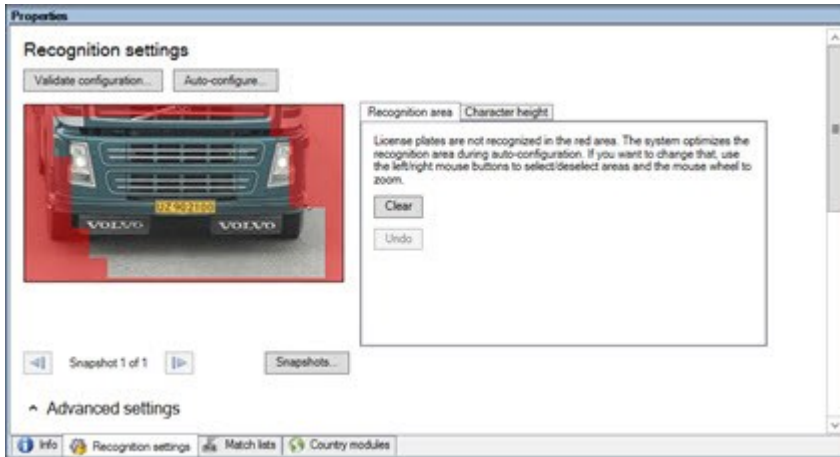 Properties
Recognition settings
Validate configuration...
Auto-configure...
Recognition area
Character height
License plates are not recognized in the red area. The system optimizes the
recognition area during auto-configuration. If you want to change that, use
the left/right mouse buttons to select/deselect areas and the mouse wheel to
zoom.
Clear
Undo
UZ 902100
VOLVO
VOLVO
Snapshot 1 of 1
Snapshots...
Advanced settings
Info
Recognition settings
Match lists
Country modules